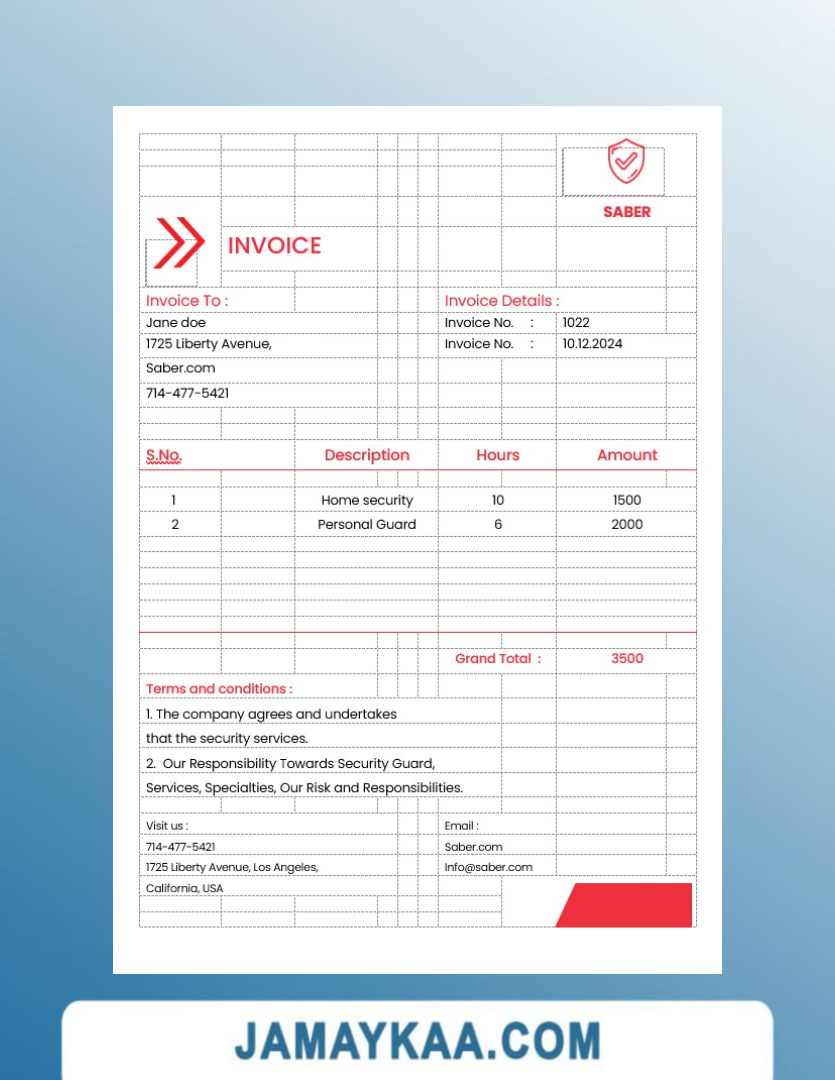 SABER
INVOICE
Invoice To :
Invoice Details :
Jane doe
Invoice No. : 1022
1725 Liberty Avenue,
Invoice No. : 10.12.2024
Saber.com
714-477-5421
S.No. Description Hours Amount
1 Home security 10 1500
2 Personal Guard 6 2000
Grand Total : 3500
Terms and conditions :
1. The company agrees and undertakes
that the security services.
2. Our Responsibility Towards Security Guard,
Services, Specialties, Our Risk and Responsibilities.
Visit us :
714-477-5421
1725 Liberty Avenue, Los Angeles,
California, USA
Email :
Saber.com
Info@saber.com
JAMAYKAA.COM